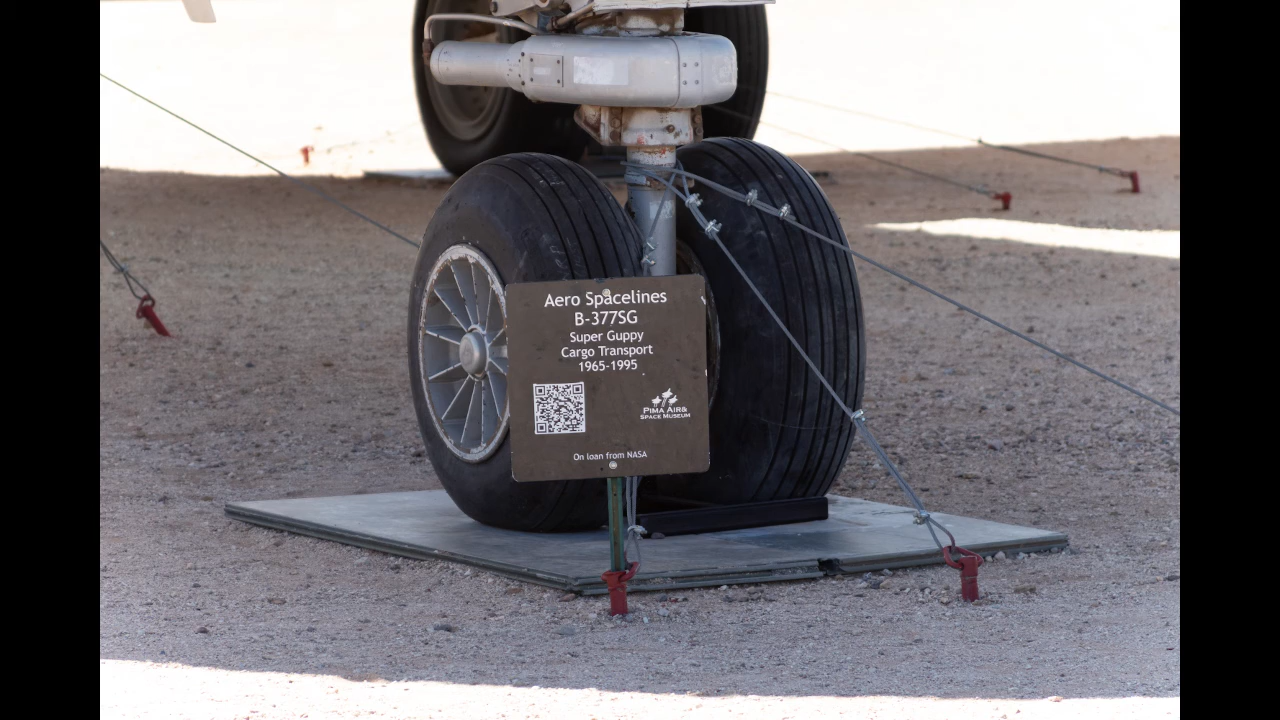 Aero Spacelines
B-377SG
Super Guppy
Cargo Transport
1965-1995
PIMA AIR&
SPACE MUSEUM
On loan from NASA